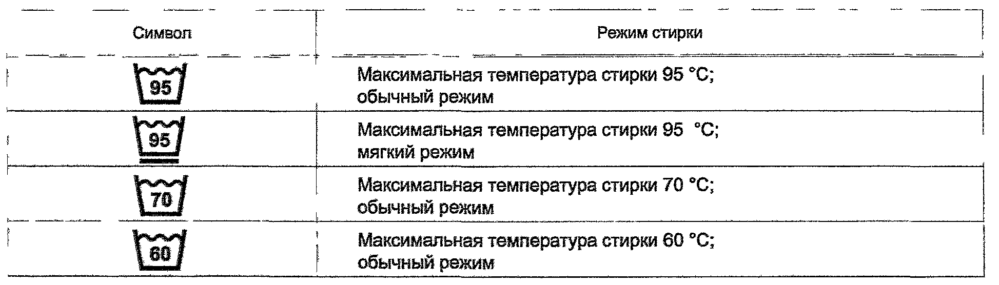 Символ
Режим стирки
95
Максимальная температура стирки 95 °C;
обычный режим
95
Максимальная температура стирки 95 °C;
мягкий режим
70
Максимальная температура стирки 70 °C;
обычный режим
60
Максимальная температура стирки 60 °C;
обычный режим